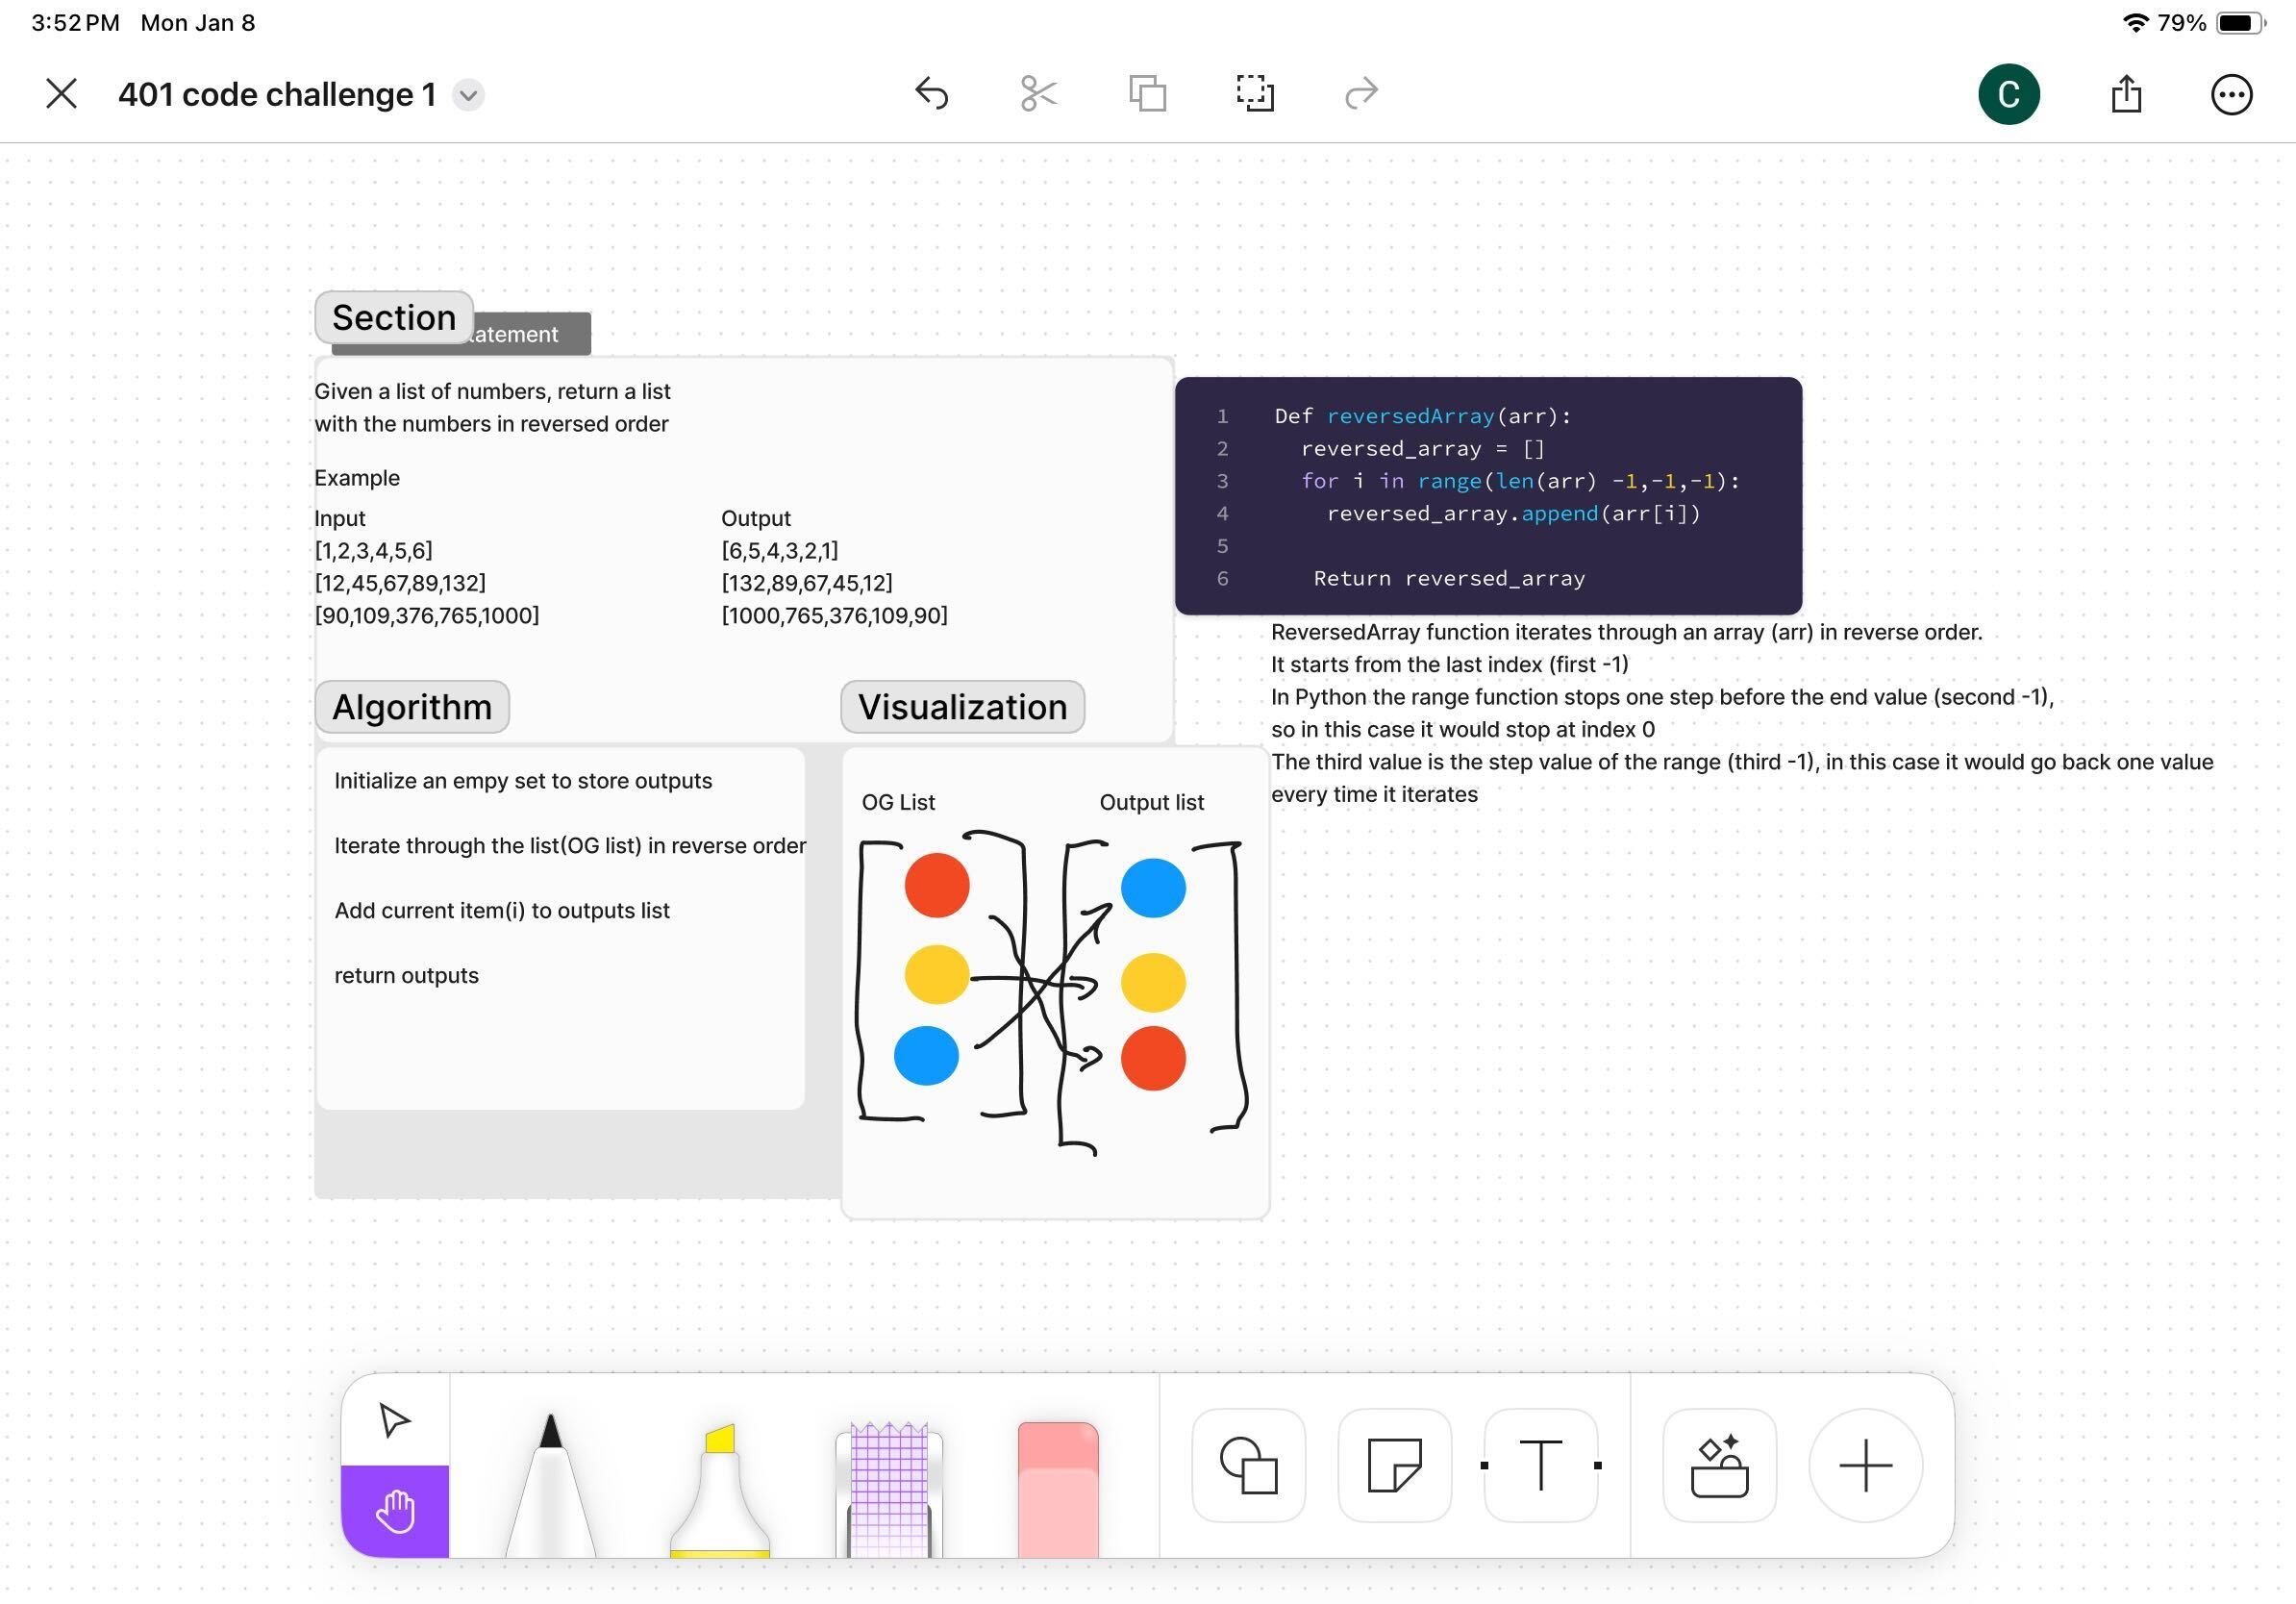 3:52 PM Mon Jan 8
79%
401 code challenge 1
C
Section
atement
Given a list of numbers, return a list
with the numbers in reversed order
Example
Input Output
[1,2,3,4,5,6] [6,5,4,3,2,1]
[12,45,67,89,132] [132,89,67,45,12]
[90,109,376,765,1000] [1000,765,376,109,90]
1 Def reversedArray(arr):
2 reversed_array = []
3 for i in range(len(arr) -1,-1,-1):
4 reversed_array.append(arr[i])
5
6 Return reversed_array
ReversedArray function iterates through an array (arr) in reverse order.
It starts from the last index (first -1)
In Python the range function stops one step before the end value (second -1),
so in this case it would stop at index 0
The third value is the step value of the range (third -1), in this case it would go back one value
every time it iterates
Algorithm
Initialize an empy set to store outputs
Iterate through the list(OG list) in reverse order
Add current item(i) to outputs list
return outputs
Visualization
OG List Output list
T